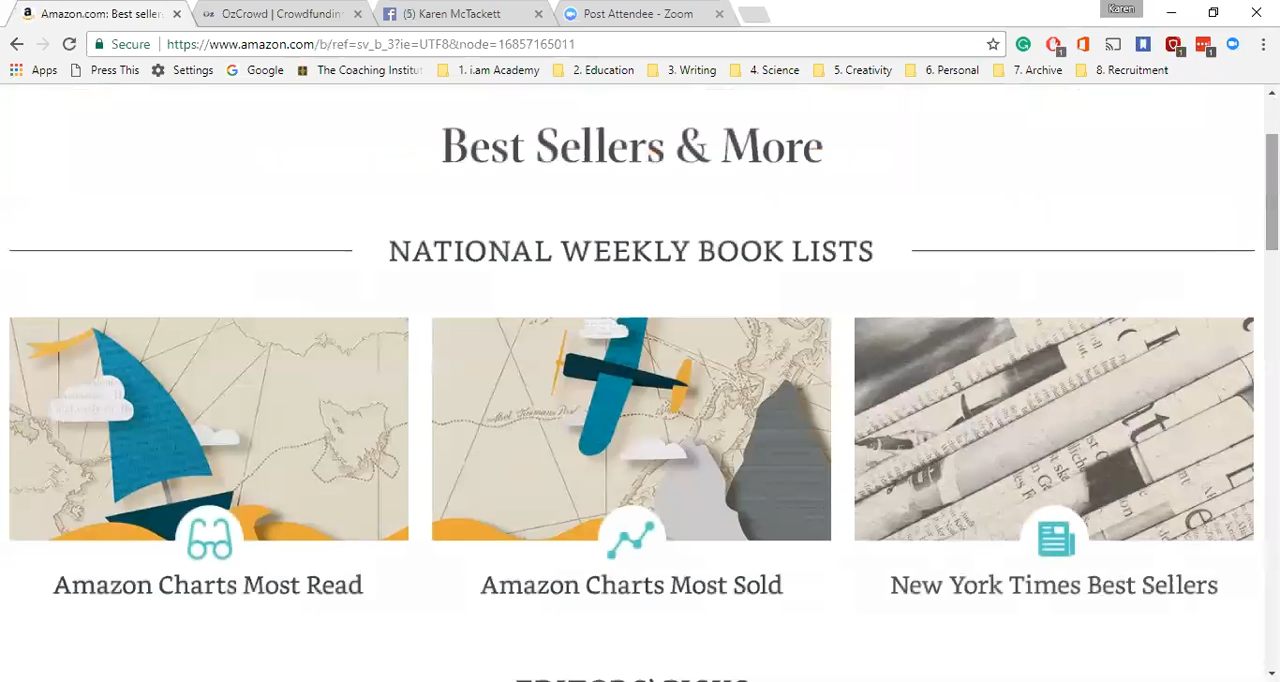 Amazon.com: Best seller
OzCrowd | Crowdfunding
(5) Karen McTackett
Post Attendee - Zoom
Karen
Secure
https://www.amazon.com/b/ref=sv_b_3?ie=UTF8&node=16857165011
Apps
Press This
Settings
Google
The Coaching Institu
1. i.am Academy
2. Education
3. Writing
4. Science
5. Creativity
6. Personal
7. Archive
8. Recruitment
Best Sellers & More
NATIONAL WEEKLY BOOK LISTS
Amazon Charts Most Read
Amazon Charts Most Sold
New York Times Best Sellers
EDITORS' PICKS